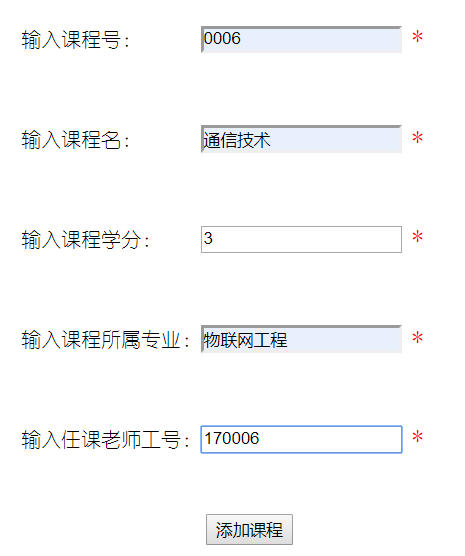 输入课程号： 0006 *
输入课程名： 通信技术 *
输入课程学分： 3 *
输入课程所属专业： 物联网工程 *
输入任课老师工号： 170006 *
添加课程